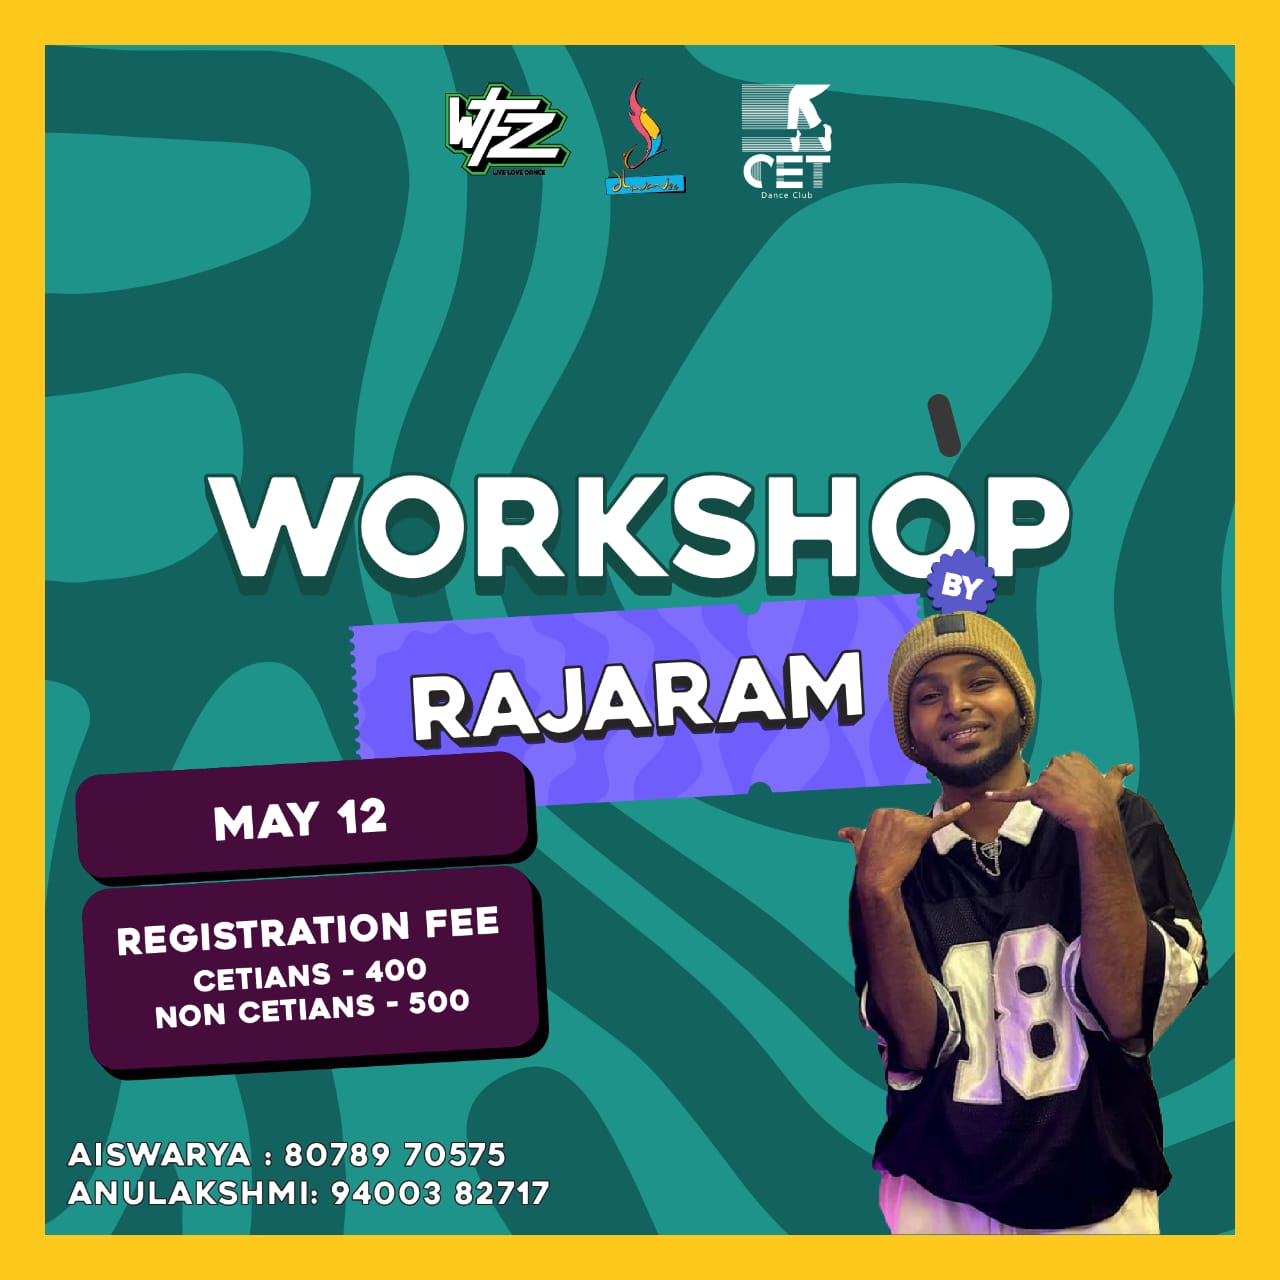 WFZ
LIVE LOVE DANCE
CET
Dance Club
WORKSHOP
BY
RAJARAM
MAY 12
REGISTRATION FEE
CETIANS - 400
NON CETIANS - 500
18
AISWARYA : 80789 70575
ANULAKSHMI: 94003 82717